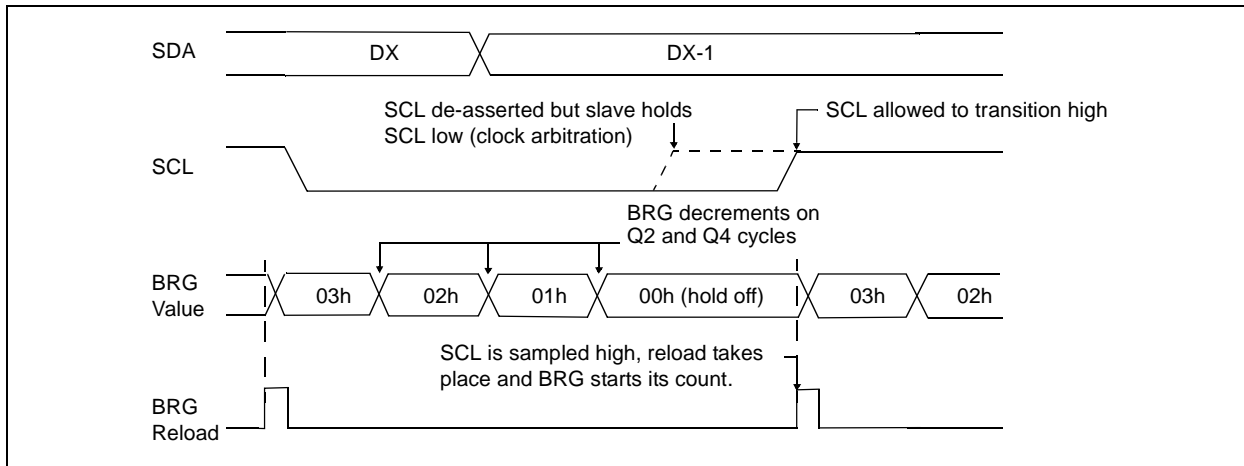 SDA
DX
DX-1
SCL de-asserted but slave holds
SCL low (clock arbitration)
SCL allowed to transition high
SCL
BRG decrements on
Q2 and Q4 cycles
BRG
Value
03h
02h
01h
00h (hold off)
03h
02h
SCL is sampled high, reload takes
place and BRG starts its count.
BRG
Reload